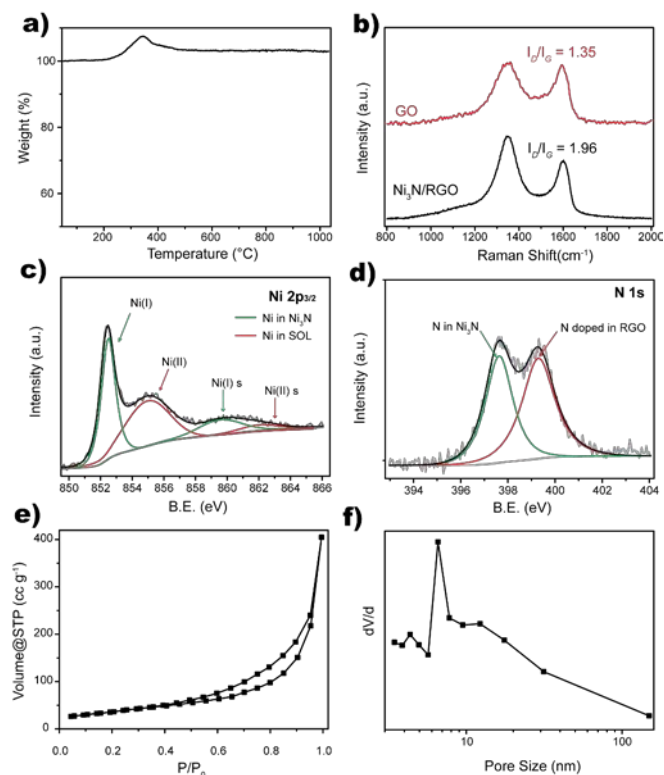 a)
100
90
80
70
60
Weight (%)
0
200
400
600
800
1000
Temperature (°C)
b)
I_D/I_G = 1.35
GO
I_D/I_G = 1.96
Ni₃N/RGO
Intensity (a.u.)
800
1000
1200
1400
1600
1800
2000
Raman Shift(cm⁻¹)
c)
Ni 2p₃/₂
Ni(I)
Ni in Ni₃N
Ni in SOL
Ni(II)
Ni(I) s
Ni(II) s
Intensity (a.u.)
850
852
854
856
858
860
862
864
866
B.E. (eV)
d)
N 1s
N in Ni₃N
N doped in RGO
Intensity (a.u.)
394
396
398
400
402
404
B.E. (eV)
e)
400
300
200
100
0
Volume@STP (cc g⁻¹)
0.0
0.2
0.4
0.6
0.8
1.0
P/P₀
f)
dV/d
10
100
Pore Size (nm)